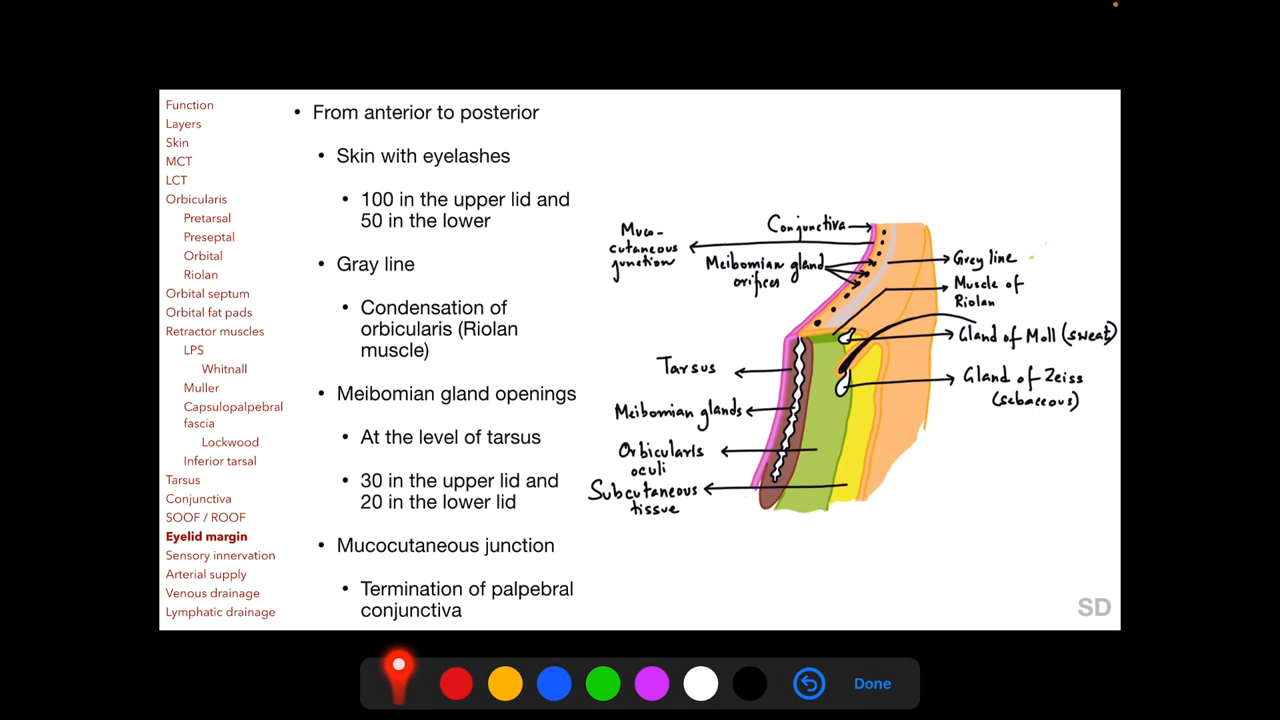 Function
Layers
Skin
MCT
LCT
Orbicularis
Pretarsal
Preseptal
Orbital
Riolan
Orbital septum
Orbital fat pads
Retractor muscles
LPS
Whitnall
Muller
Capsulopalpebral
fascia
Lockwood
Inferior tarsal
Tarsus
Conjunctiva
SOOF / ROOF
Eyelid margin
Sensory innervation
Arterial supply
Venous drainage
Lymphatic drainage
• From anterior to posterior
• Skin with eyelashes
• 100 in the upper lid and
50 in the lower
• Gray line
• Condensation of
orbicularis (Riolan
muscle)
• Meibomian gland openings
• At the level of tarsus
• 30 in the upper lid and
20 in the lower lid
• Mucocutaneous junction
• Termination of palpebral
conjunctiva
Conjunctiva
Muco-
cutaneous
junction
Meibomian gland
orifices
Grey line
Muscle of
Riolan
Gland of Moll (sweat)
Tarsus
Gland of Zeiss
(sebaceous)
Meibomian glands
Orbicularis
oculi
Subcutaneous
tissue
SD
Done